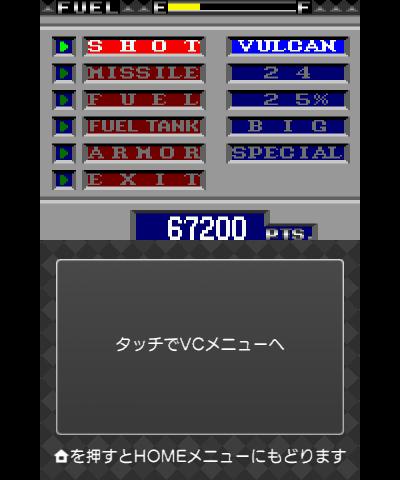 FUEL E F
SHOT VULCAN
MISSILE 24
FUEL 25%
FUEL TANK BIG
ARMOR SPECIAL
EXIT
67200 PTS.
タッチでVCメニューへ
を押すとHOMEメニューにもどります